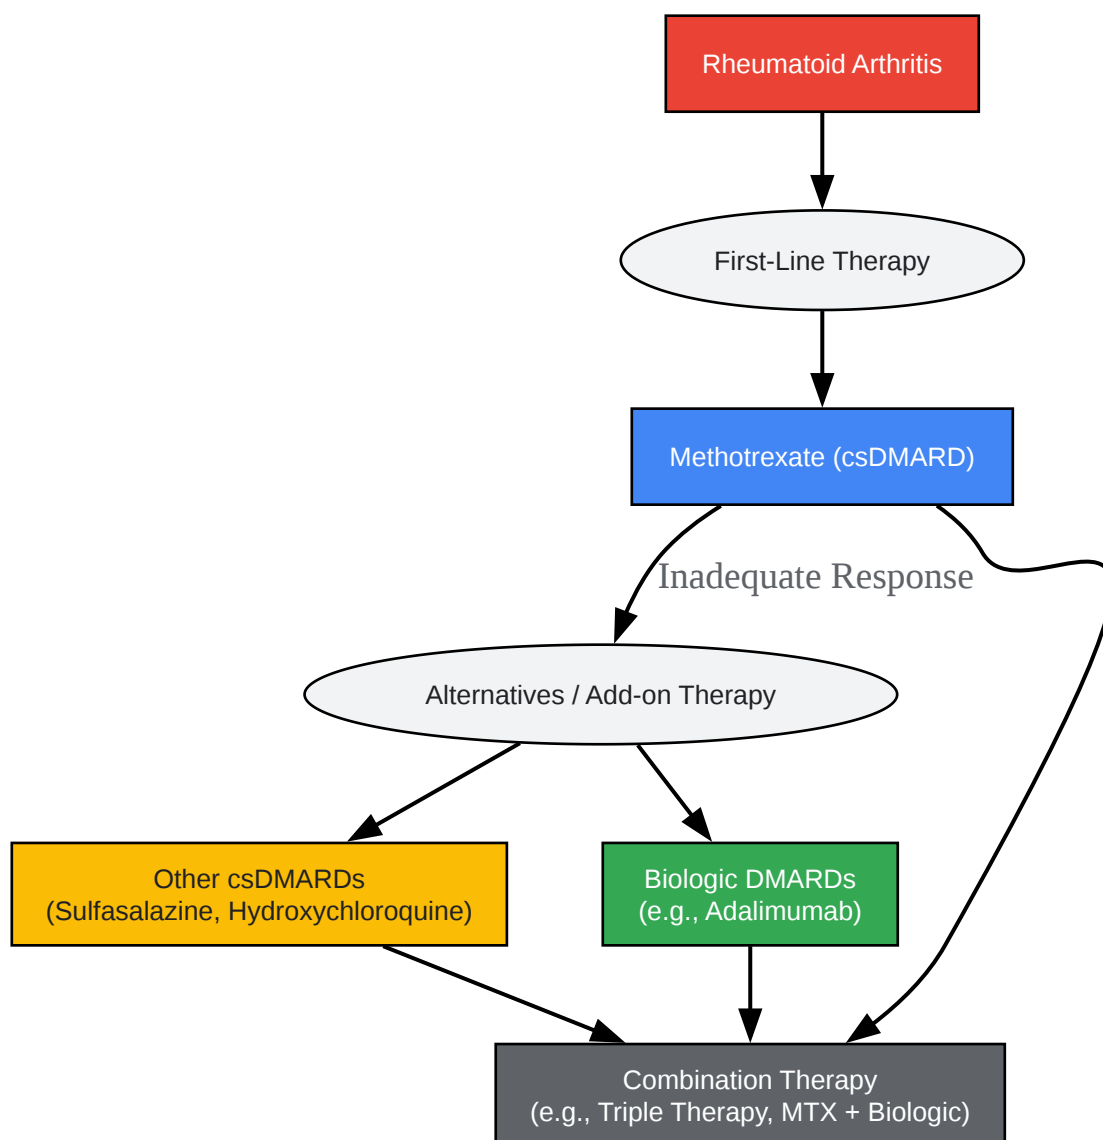 Rheumatoid Arthritis
First-Line Therapy
Methotrexate (csDMARD)
Inadequate Response
Alternatives / Add-on Therapy
Other csDMARDs
(Sulfasalazine, Hydroxychloroquine)
Biologic DMARDs
(e.g., Adalimumab)
Combination Therapy
(e.g., Triple Therapy, MTX + Biologic)